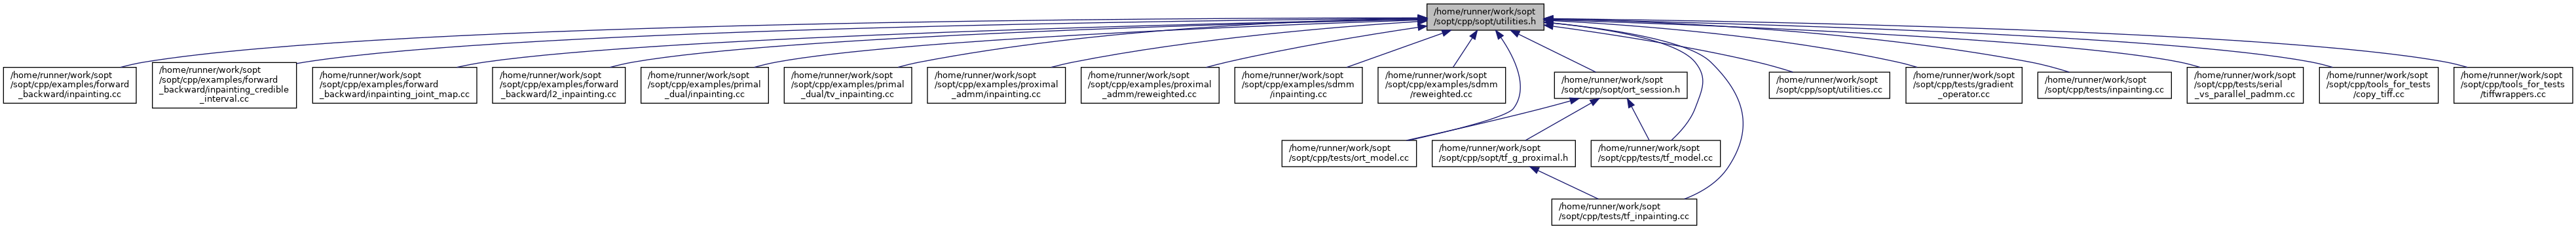 /home/runner/work/sopt
/sopt/cpp/sopt/utilities.h
/home/runner/work/sopt
/sopt/cpp/examples/forward
_backward/inpainting.cc
/home/runner/work/sopt
/sopt/cpp/examples/forward
_backward/inpainting_credible
_interval.cc
/home/runner/work/sopt
/sopt/cpp/examples/forward
_backward/inpainting_joint_map.cc
/home/runner/work/sopt
/sopt/cpp/examples/forward
_backward/l2_inpainting.cc
/home/runner/work/sopt
/sopt/cpp/examples/primal
_dual/inpainting.cc
/home/runner/work/sopt
/sopt/cpp/examples/primal
_dual/tv_inpainting.cc
/home/runner/work/sopt
/sopt/cpp/examples/proximal
_admm/inpainting.cc
/home/runner/work/sopt
/sopt/cpp/examples/proximal
_admm/reweighted.cc
/home/runner/work/sopt
/sopt/cpp/examples/sdmm
/inpainting.cc
/home/runner/work/sopt
/sopt/cpp/examples/sdmm
/reweighted.cc
/home/runner/work/sopt
/sopt/cpp/sopt/ort_session.h
/home/runner/work/sopt
/sopt/cpp/sopt/utilities.cc
/home/runner/work/sopt
/sopt/cpp/tests/gradient
_operator.cc
/home/runner/work/sopt
/sopt/cpp/tests/inpainting.cc
/home/runner/work/sopt
/sopt/cpp/tests/serial
_vs_parallel_padmm.cc
/home/runner/work/sopt
/sopt/cpp/tools_for_tests
/copy_tiff.cc
/home/runner/work/sopt
/sopt/cpp/tools_for_tests
/tiffwrappers.cc
/home/runner/work/sopt
/sopt/cpp/tests/ort_model.cc
/home/runner/work/sopt
/sopt/cpp/sopt/tf_g_proximal.h
/home/runner/work/sopt
/sopt/cpp/tests/tf_model.cc
/home/runner/work/sopt
/sopt/cpp/tests/tf_inpainting.cc